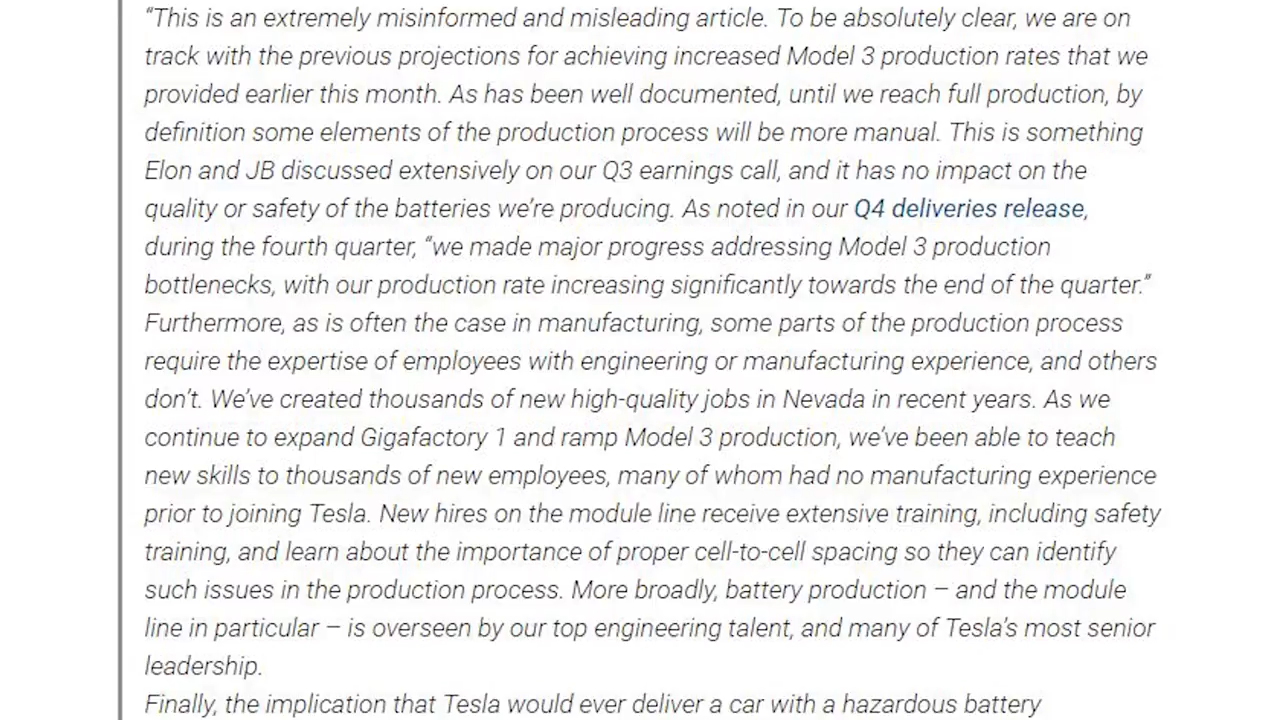 “This is an extremely misinformed and misleading article. To be absolutely clear, we are on
track with the previous projections for achieving increased Model 3 production rates that we
provided earlier this month. As has been well documented, until we reach full production, by
definition some elements of the production process will be more manual. This is something
Elon and JB discussed extensively on our Q3 earnings call, and it has no impact on the
quality or safety of the batteries we’re producing. As noted in our Q4 deliveries release,
during the fourth quarter, “we made major progress addressing Model 3 production
bottlenecks, with our production rate increasing significantly towards the end of the quarter.”
Furthermore, as is often the case in manufacturing, some parts of the production process
require the expertise of employees with engineering or manufacturing experience, and others
don’t. We’ve created thousands of new high-quality jobs in Nevada in recent years. As we
continue to expand Gigafactory 1 and ramp Model 3 production, we’ve been able to teach
new skills to thousands of new employees, many of whom had no manufacturing experience
prior to joining Tesla. New hires on the module line receive extensive training, including safety
training, and learn about the importance of proper cell-to-cell spacing so they can identify
such issues in the production process. More broadly, battery production – and the module
line in particular – is overseen by our top engineering talent, and many of Tesla’s most senior
leadership.
Finally, the implication that Tesla would ever deliver a car with a hazardous battery